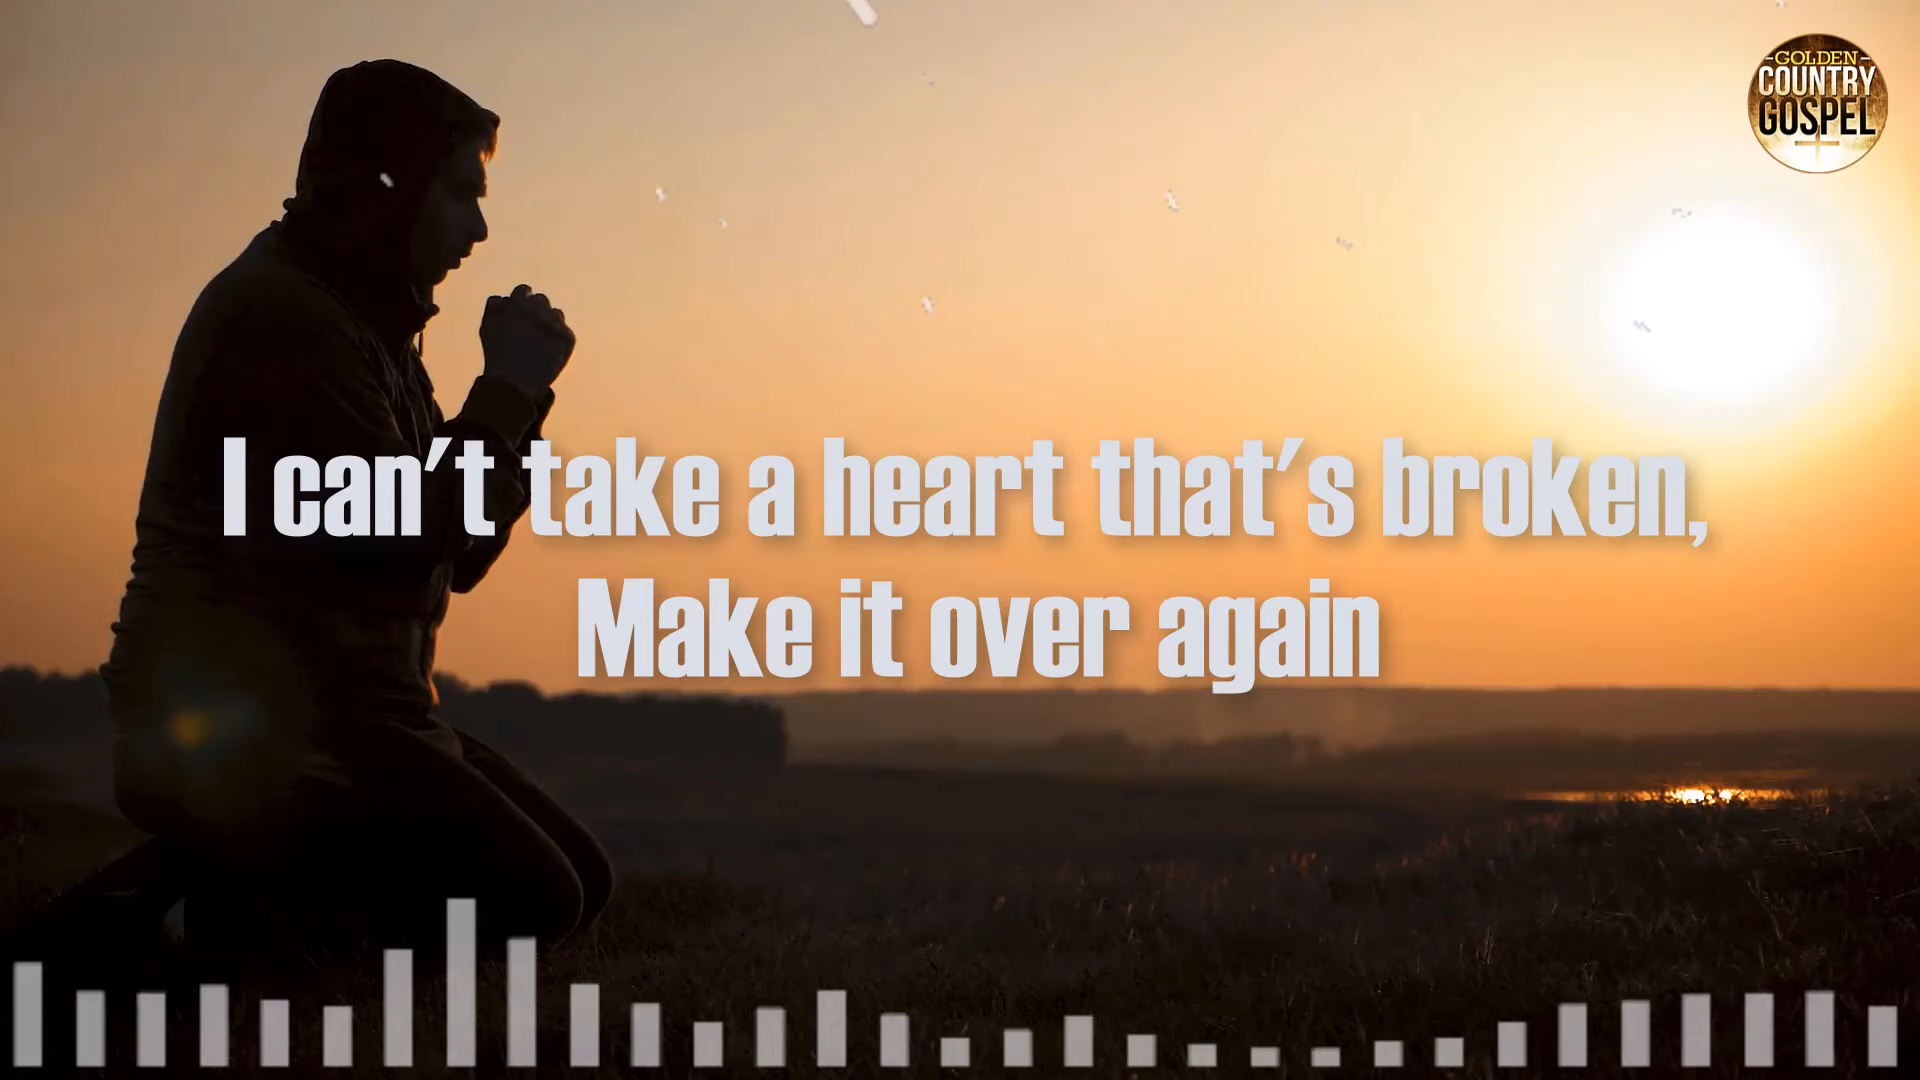 GOLDEN
COUNTRY
GOSPEL
I can't take a heart that's broken,
Make it over again